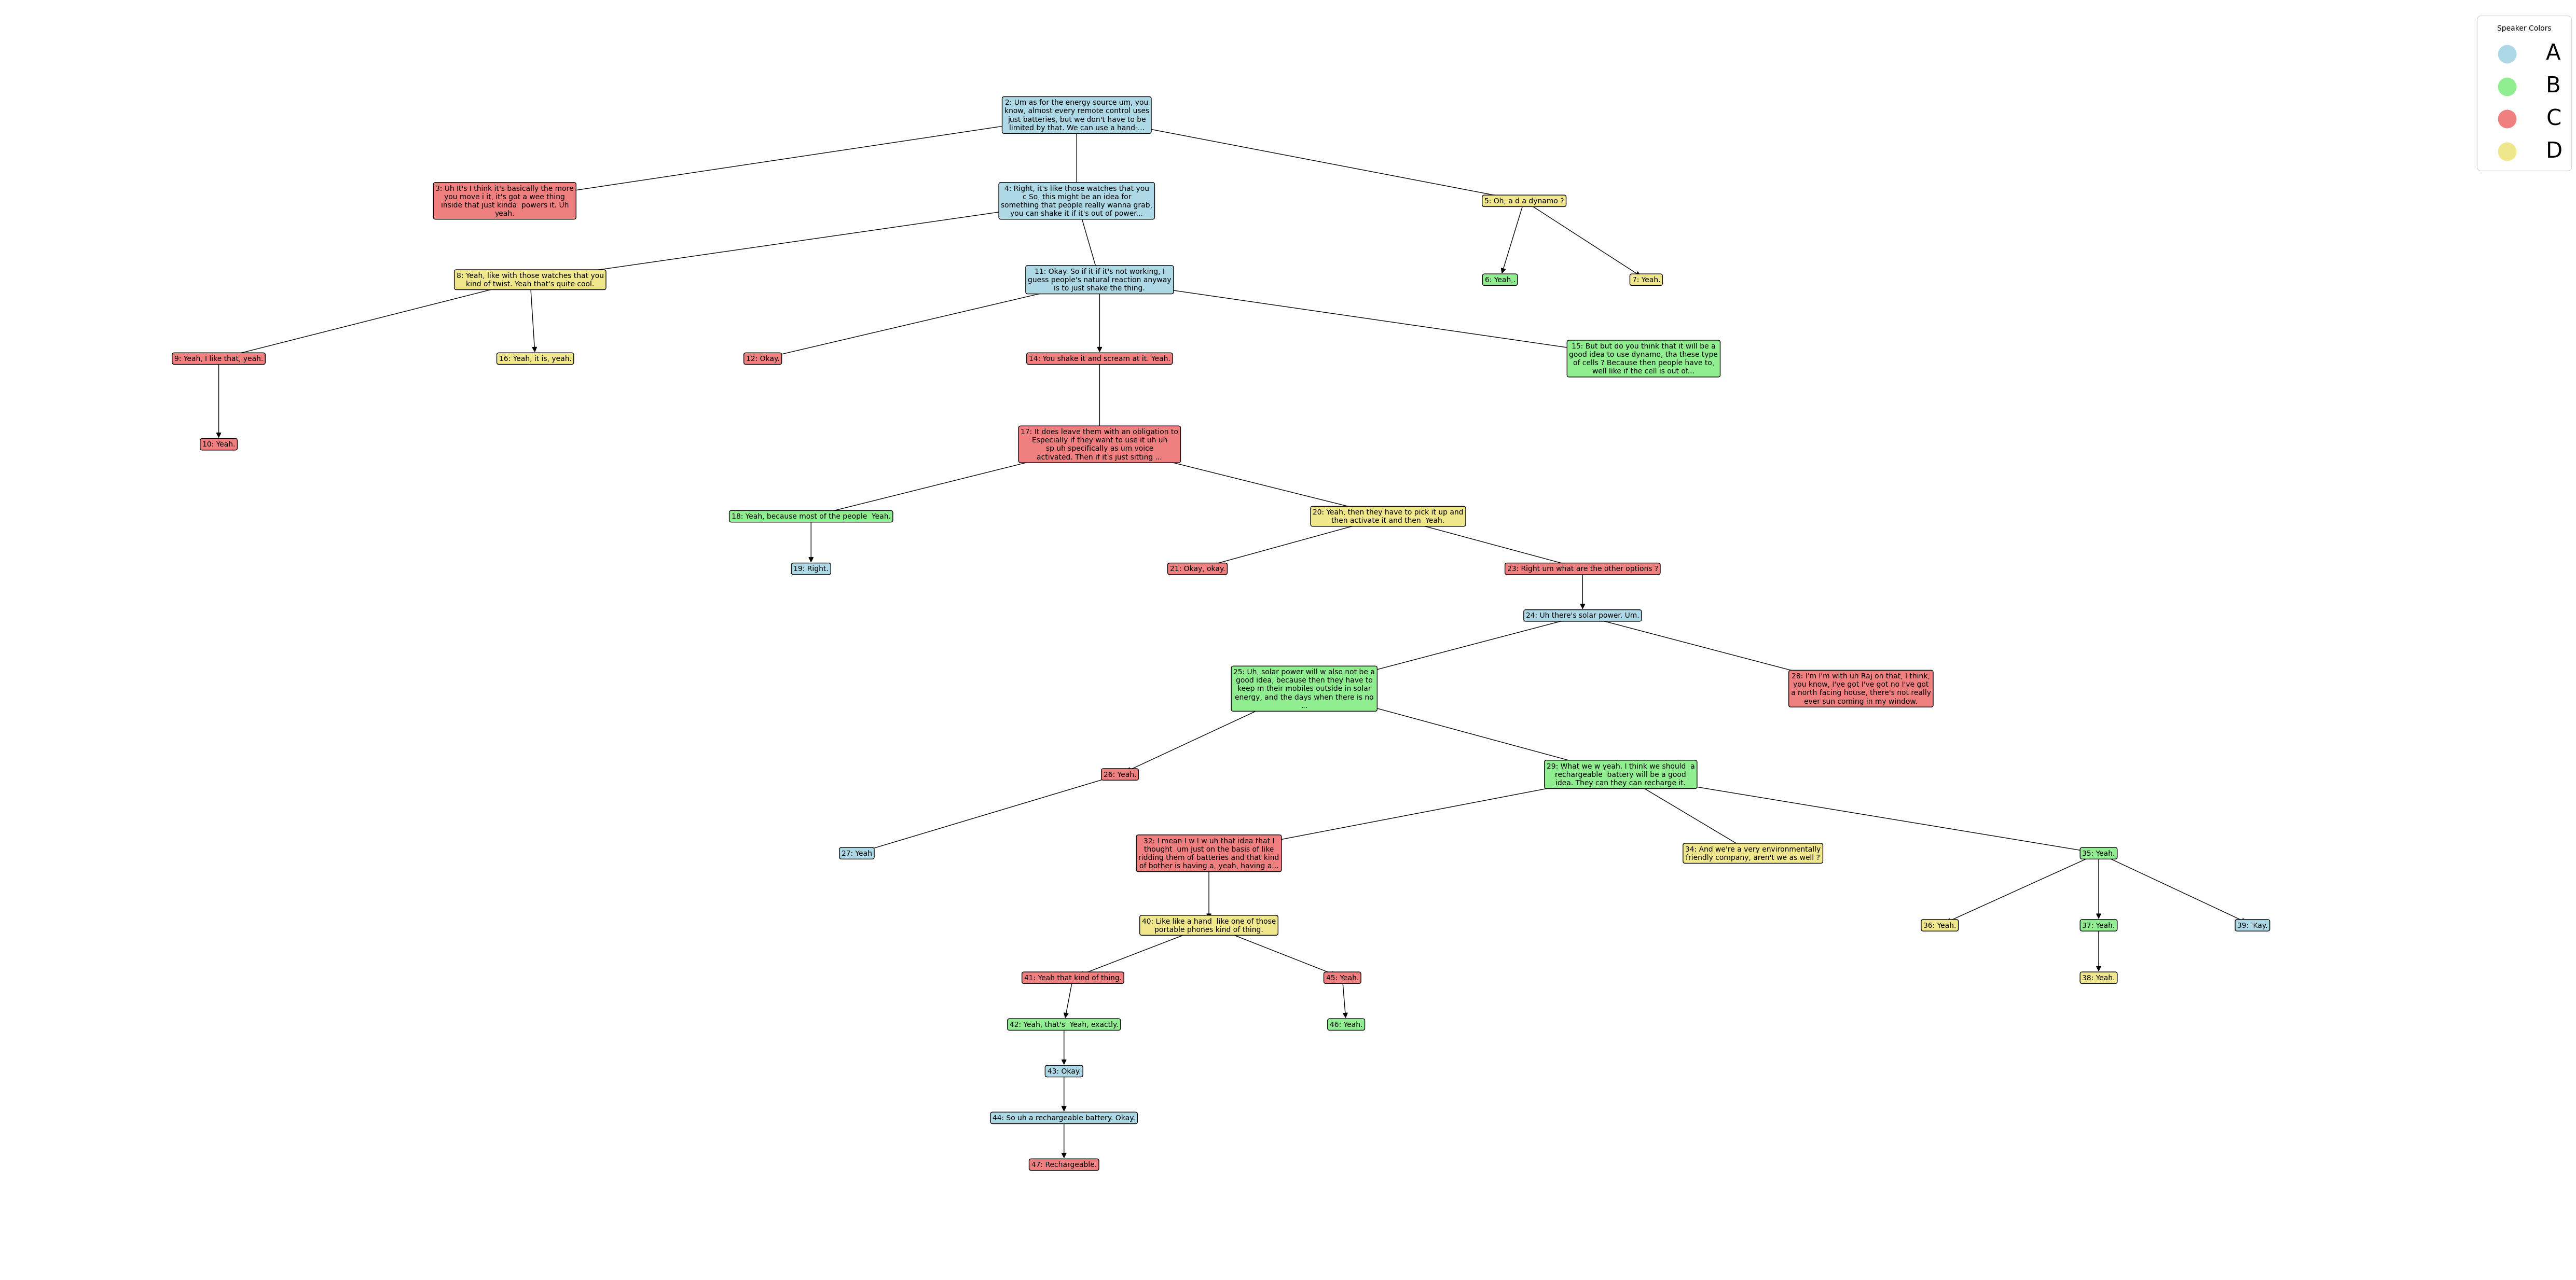 Speaker Colors
A
B
C
D
2: Um as for the energy source um, you
know, almost every remote control uses
just batteries, but we don't have to be
limited by that. We can use a hand-...
3: Uh It's I think it's basically the more
you move i it, it's got a wee thing
inside that just kinda  powers it. Uh
yeah.
4: Right, it's like those watches that you
c So, this might be an idea for
something that people really wanna grab,
you can shake it if it's out of power...
5: Oh, a d a dynamo ?
8: Yeah, like with those watches that you
kind of twist. Yeah that's quite cool.
11: Okay. So if it if it's not working, I
guess people's natural reaction anyway
is to just shake the thing.
6: Yeah,.
7: Yeah.
9: Yeah, I like that, yeah.
16: Yeah, it is, yeah.
12: Okay.
14: You shake it and scream at it. Yeah.
15: But but do you think that it will be a
good idea to use dynamo, tha these type
of cells ? Because then people have to,
well like if the cell is out of...
10: Yeah.
17: It does leave them with an obligation to
Especially if they want to use it uh uh
sp uh specifically as um voice
activated. Then if it's just sitting ...
18: Yeah, because most of the people  Yeah.
20: Yeah, then they have to pick it up and
then activate it and then  Yeah.
19: Right.
21: Okay, okay.
23: Right um what are the other options ?
24: Uh there's solar power. Um.
25: Uh, solar power will w also not be a
good idea, because then they have to
keep m their mobiles outside in solar
energy, and the days when there is no
...
28: I'm I'm with uh Raj on that, I think,
you know, I've got I've got no I've got
a north facing house, there's not really
ever sun coming in my window.
26: Yeah.
29: What we w yeah. I think we should  a
rechargeable  battery will be a good
idea. They can they can recharge it.
27: Yeah
32: I mean I w I w uh that idea that I
thought  um just on the basis of like
ridding them of batteries and that kind
of bother is having a, yeah, having a...
34: And we're a very environmentally
friendly company, aren't we as well ?
35: Yeah.
40: Like like a hand  like one of those
portable phones kind of thing.
36: Yeah.
37: Yeah.
39: 'Kay.
41: Yeah that kind of thing.
45: Yeah.
38: Yeah.
42: Yeah, that's  Yeah, exactly.
46: Yeah.
43: Okay.
44: So uh a rechargeable battery. Okay.
47: Rechargeable.